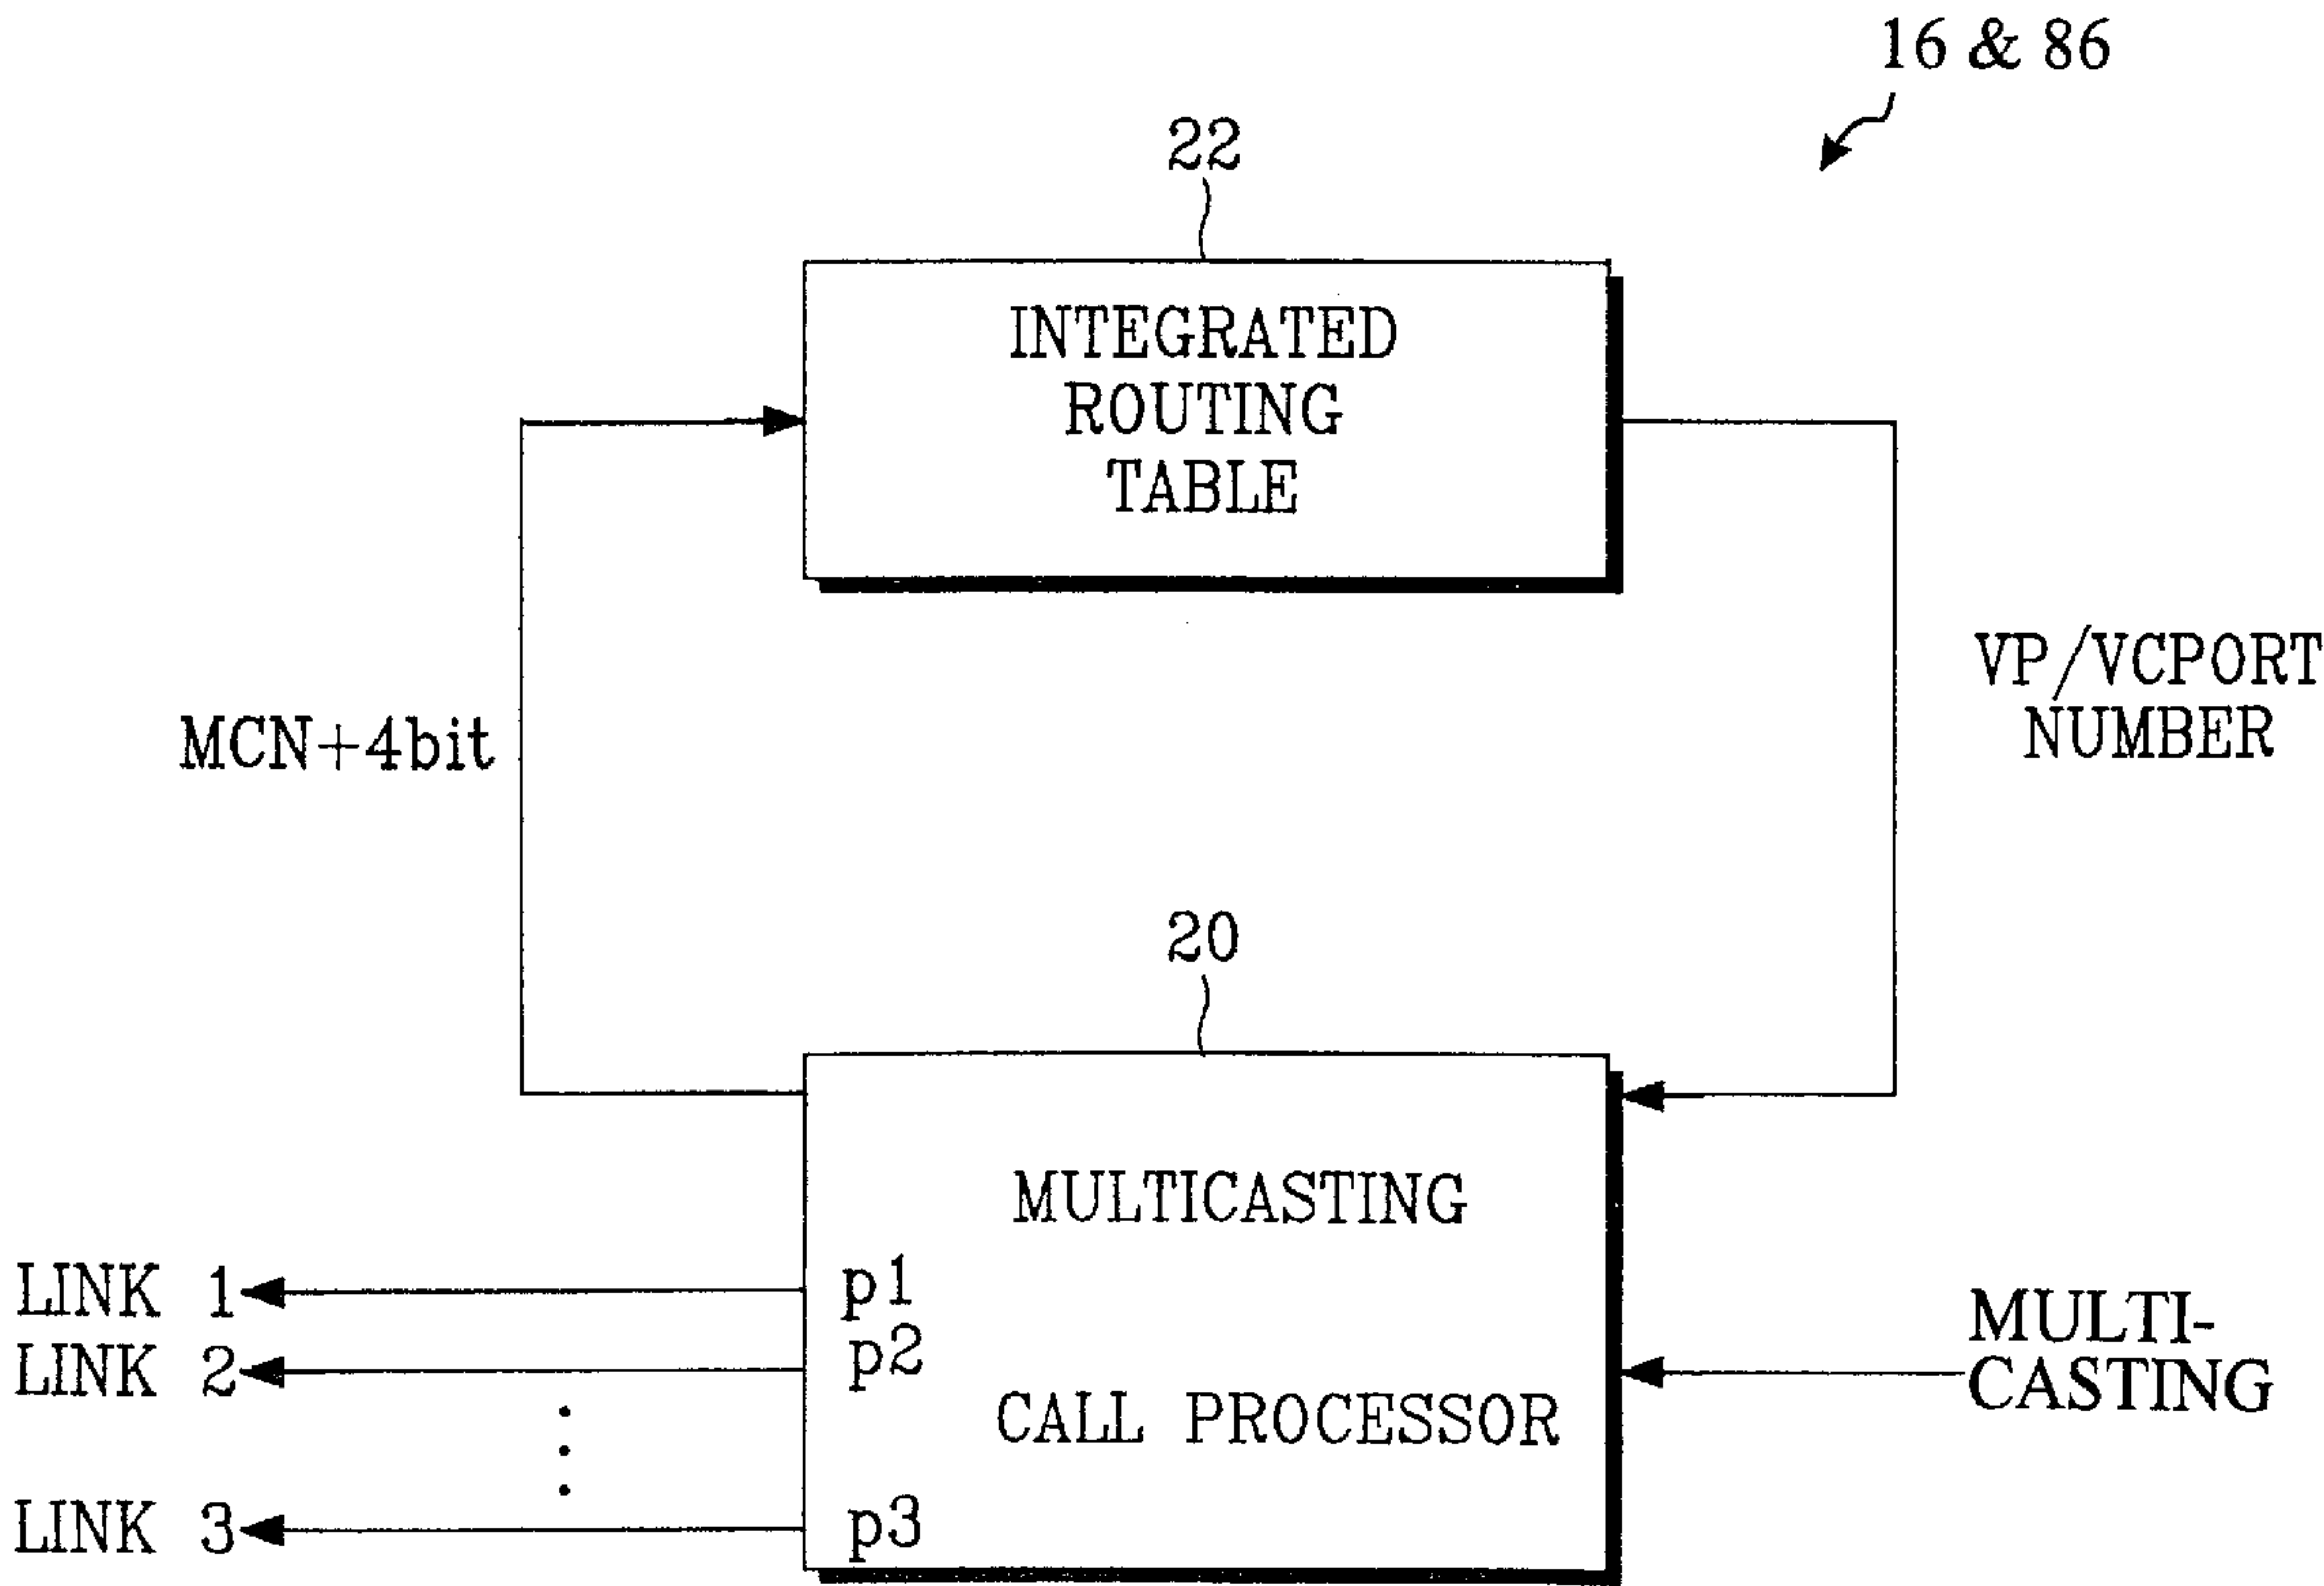 16 & 86
22
INTEGRATED
ROUTING
TABLE
VP/VCPORT
NUMBER
MCN+4bit
20
MULTICASTING
CALL PROCESSOR
p1
p2
p3
LINK 1
LINK 2
LINK 3
MULTI-
CASTING